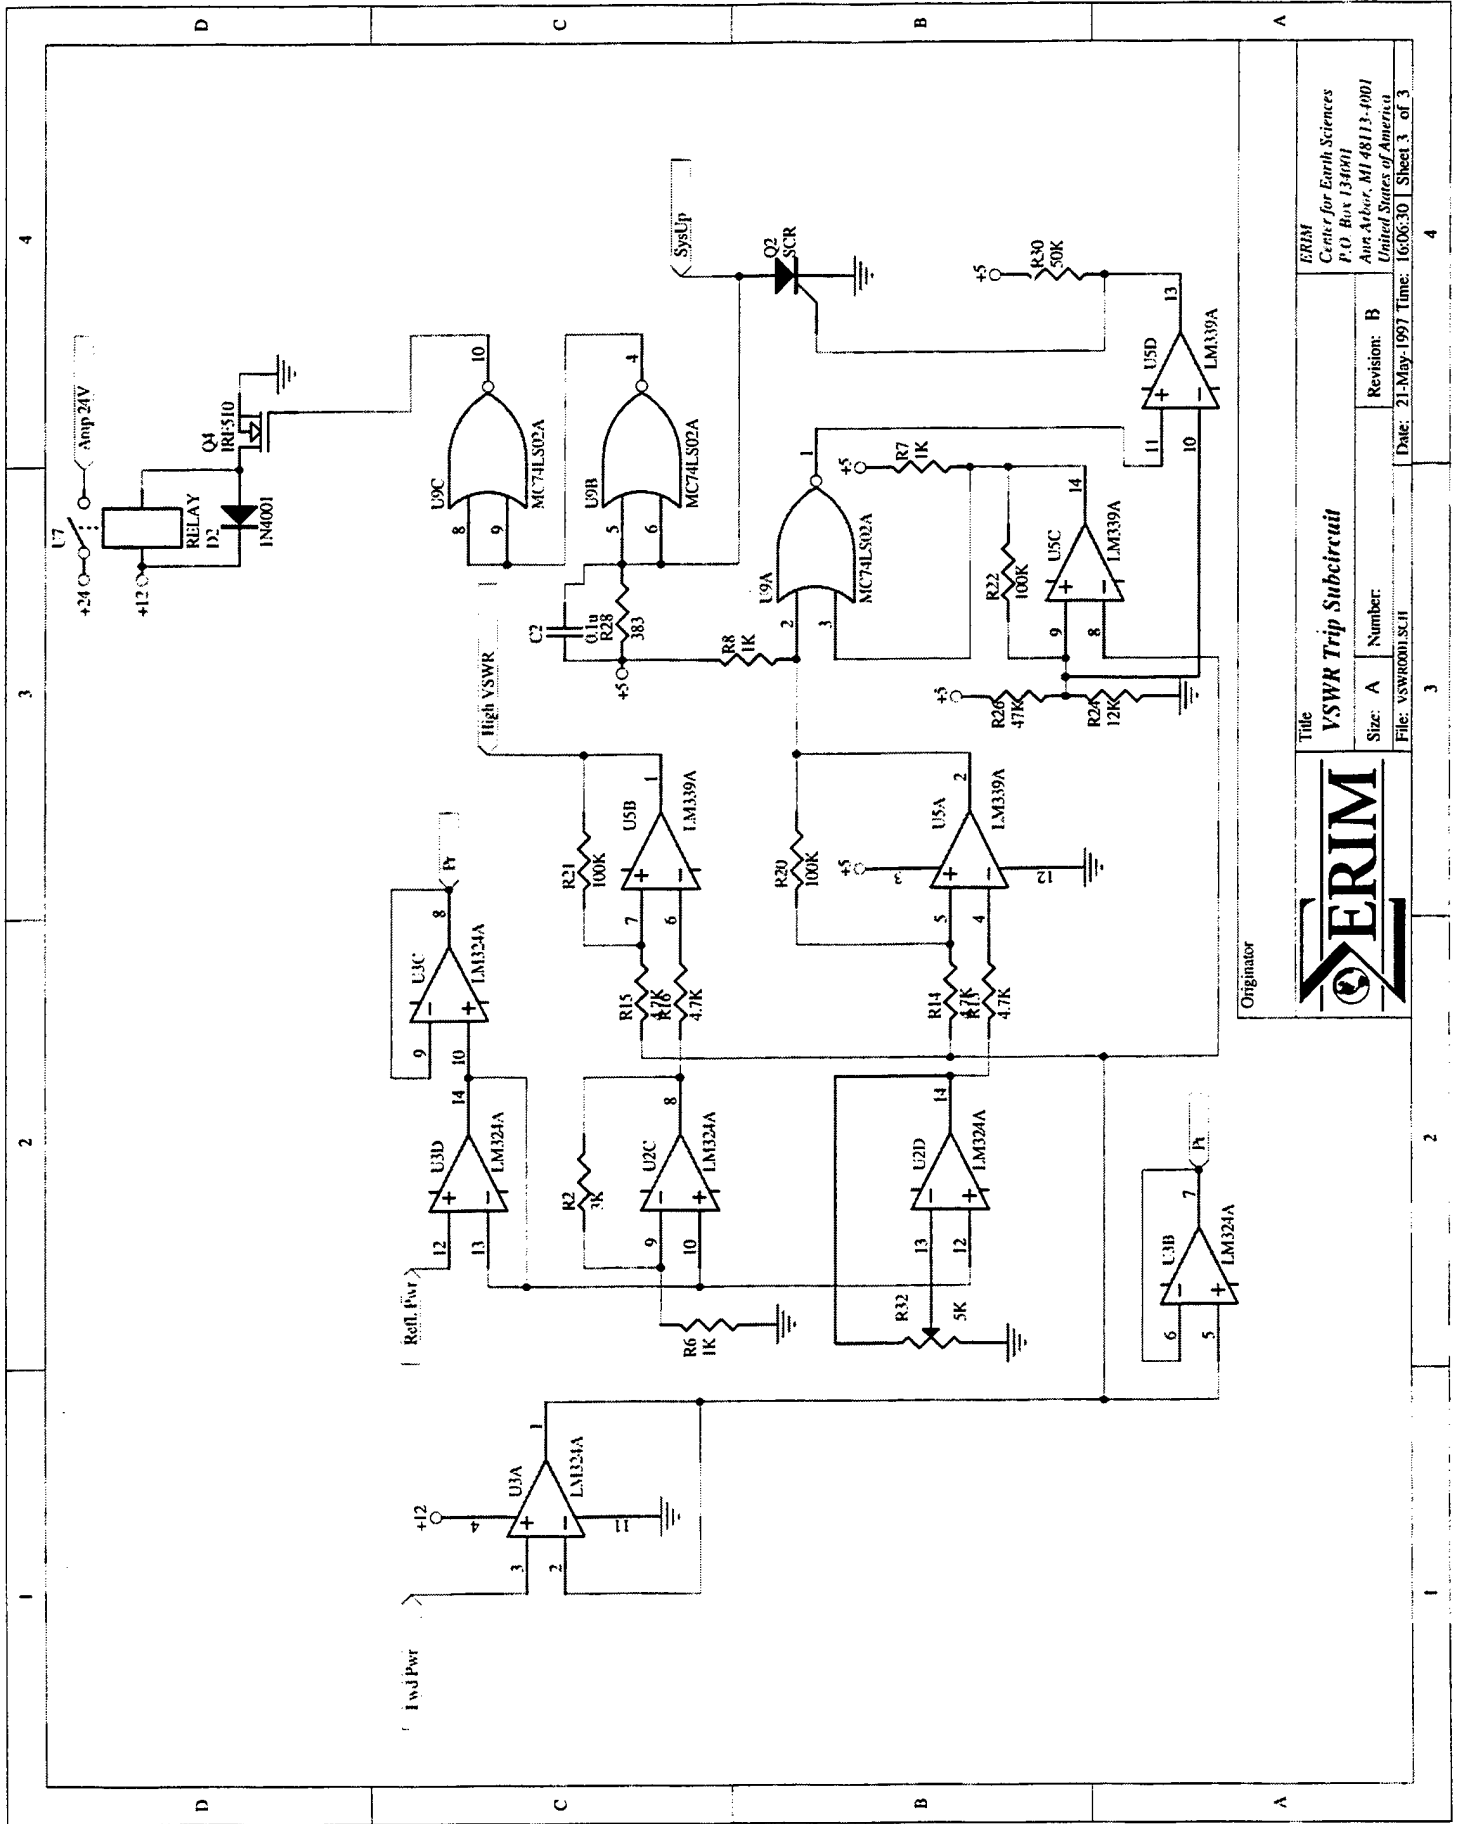 D
C
B
A
4
3
2
1
U7
+24
Amp 24V
+12
RELAY
D2
1N4001
Q4
IRF510
U9C
8
9
10
MC74LS02A
U9B
5
6
4
MC74LS02A
C2
0.1u
R28
383
+5
SysUp
Q2
SCR
R8
1K
U9A
2
3
1
MC74LS02A
+5
R7
1K
R22
100K
U5C
9
8
14
LM339A
+5
R26
47K
R24
12K
+5
R30
50K
U5D
11
10
13
LM339A
High VSWR
R21
100K
U5B
7
6
1
LM339A
R15
4.7K
R16
4.7K
R20
100K
+5
3
U5A
5
4
2
12
LM339A
R14
4.7K
4.7K
Pr
U3C
9
10
8
LM324A
Refl. Pwr
U3D
12
13
14
LM324A
R2
3K
U2C
9
10
8
LM324A
R6
1K
U2D
13
12
14
LM324A
R32
5K
U3B
6
5
7
LM324A
+12
U3A
4
3
2
1
11
LM324A
Originator
ERIM
Title
VSWR Trip Subcircuit
ERIM
Center for Earth Sciences
P.O. Box 134001
Ann Arbor, MI 48113-4001
United States of America
Size: A
Number:
Revision: B
File: VSWR0001.SCH
Date: 21-May-1997
Time: 16:06:30
Sheet 3 of 3
D
C
B
A
4
3
2
1